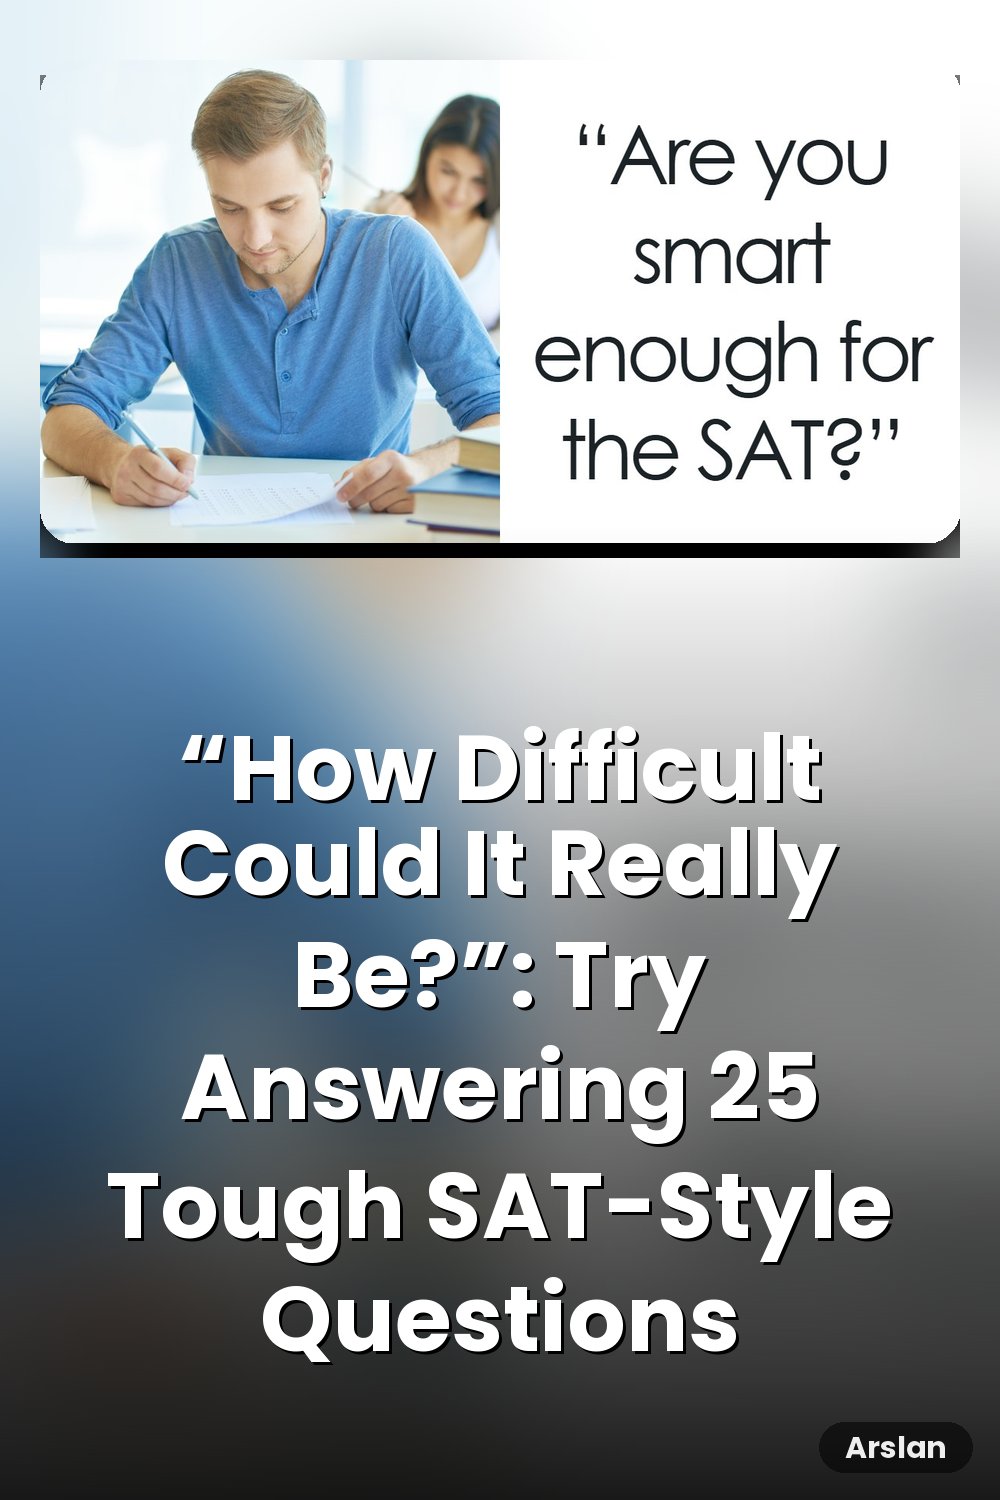 “Are you
smart
enough for
the SAT?”
“How Difficult
Could It Really
Be?”: Try
Answering 25
Tough SAT-Style
Questions
Arslan